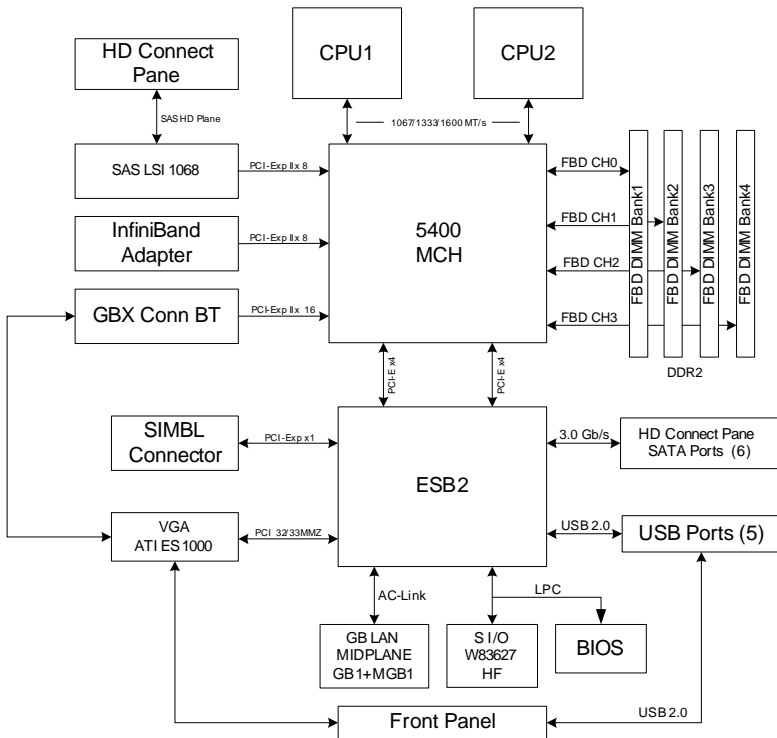 HD Connect
Pane
CPU1
CPU2
SAS HD Plane
1067/1333/1600 MT/s
SAS LSI 1068
PCI-Exp II x 8
InfiniBand
Adapter
PCI-Exp II x 8
GBX Conn BT
PCI-Exp II x 16
5400
MCH
FBD CH0
FBD CH1
FBD CH2
FBD CH3
FBD DIMM Bank1
FBD DIMM Bank2
FBD DIMM Bank3
FBD DIMM Bank4
DDR2
PCI-E x4
PCI-E x4
SIMBL
Connector
PCI-Exp x1
ESB2
3.0 Gb/s
HD Connect Pane
SATA Ports (6)
VGA
ATI ES1000
PCI 32/33MMZ
USB 2.0
USB Ports (5)
AC-Link
LPC
GB LAN
MIDPLANE
GB1+MGB1
S I/O
W83627
HF
BIOS
Front Panel
USB 2.0